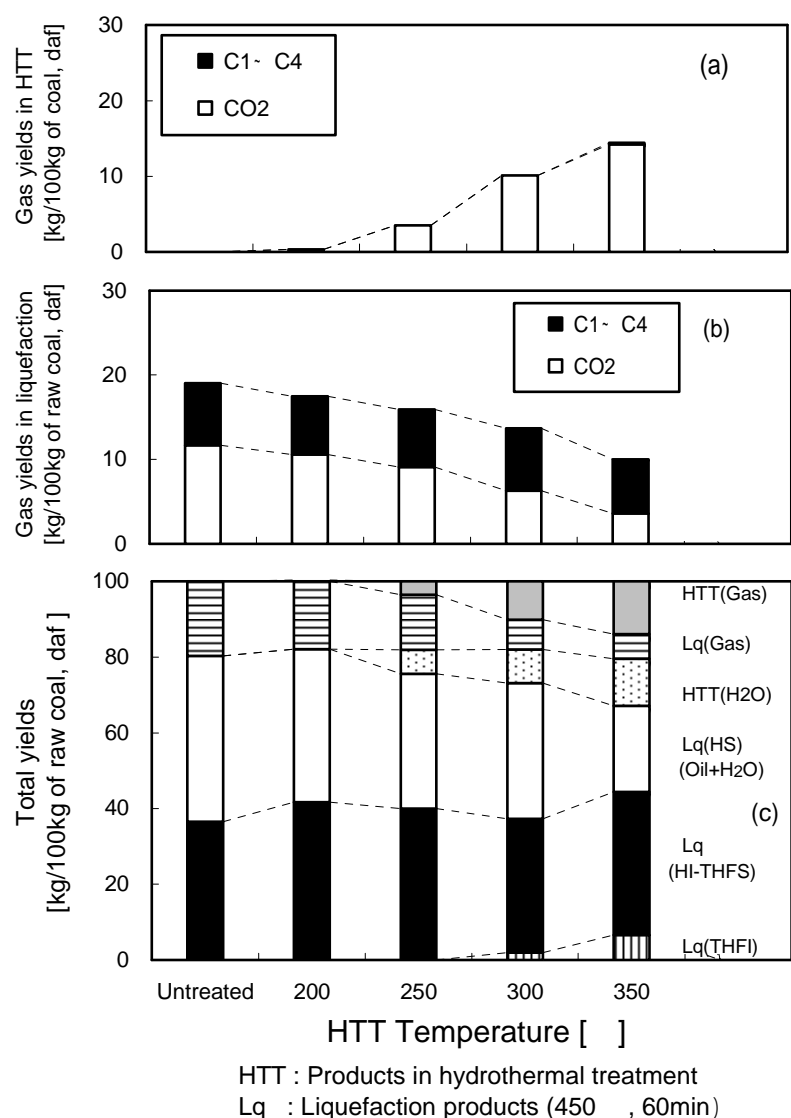 Gas yields in HTT
[kg/100kg of coal, daf]
30
20
10
0
C1~ C4
CO2
(a)
Gas yields in liquefaction
[kg/100kg of raw coal, daf]
30
20
10
0
C1~ C4
CO2
(b)
Total yields
[kg/100kg of raw coal, daf ]
100
80
60
40
20
0
HTT(Gas)
Lq(Gas)
HTT(H2O)
Lq(HS)
(Oil+H2O)
(c)
Lq
(HI-THFS)
Lq(THFI)
Untreated 200 250 300 350
HTT Temperature [ ]
HTT : Products in hydrothermal treatment
Lq : Liquefaction products (450 , 60min)